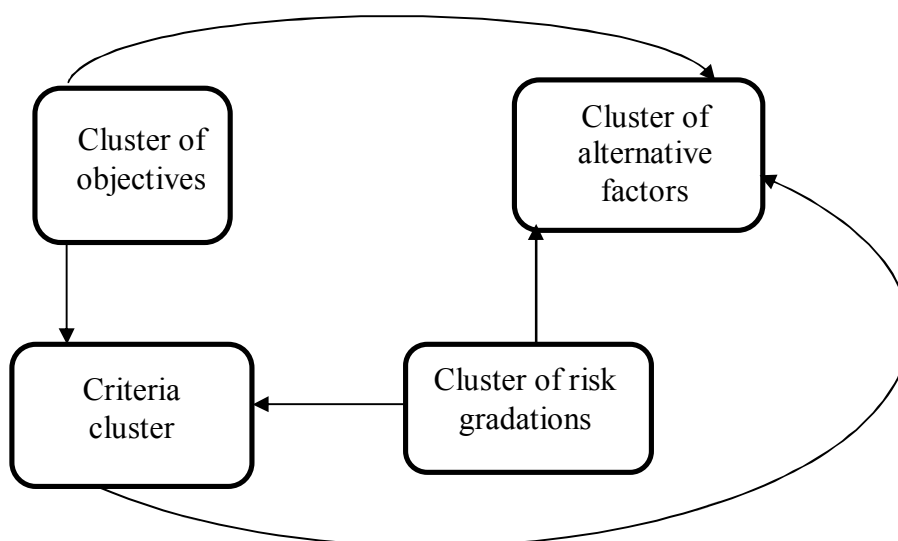 Cluster of
objectives
Cluster of
alternative
factors
Criteria
cluster
Cluster of risk
gradations